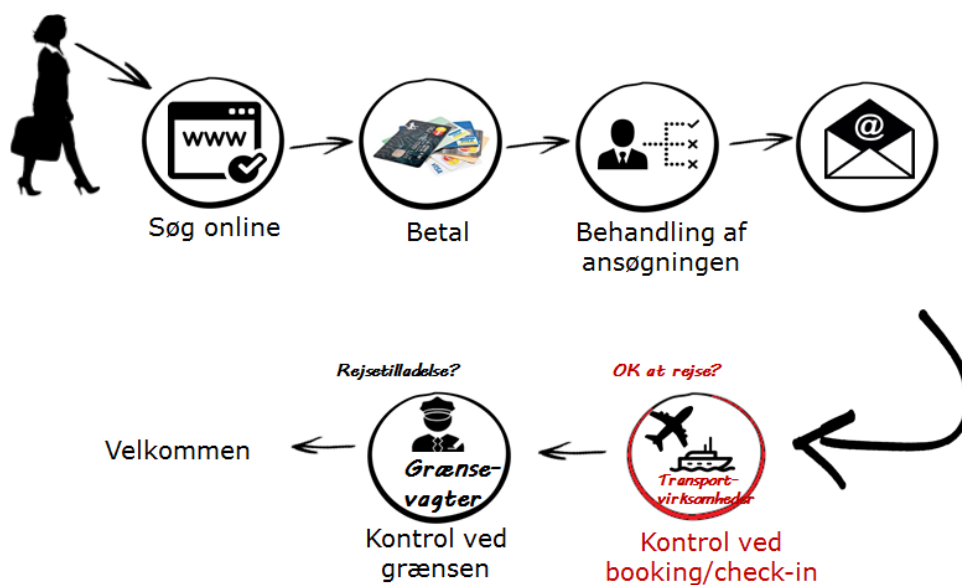 www
@
Søg online
Betal
Behandling af
ansøgningen
Rejsetilladelse?
OK at rejse?
Velkommen
Grænse-
vagter
Transport-
virksomheder
Kontrol ved
grænsen
Kontrol ved
booking/check-in